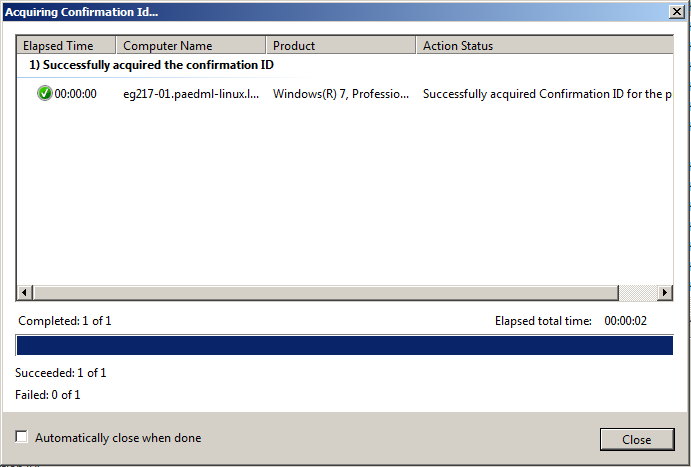 Acquiring Confirmation Id...
Elapsed Time Computer Name Product Action Status
1) Successfully acquired the confirmation ID
00:00:00 eg217-01.paedml-linux.l... Windows(R) 7, Professio... Successfully acquired Confirmation ID for the p
Completed: 1 of 1 Elapsed total time: 00:00:02
Succeeded: 1 of 1
Failed: 0 of 1
Automatically close when done Close